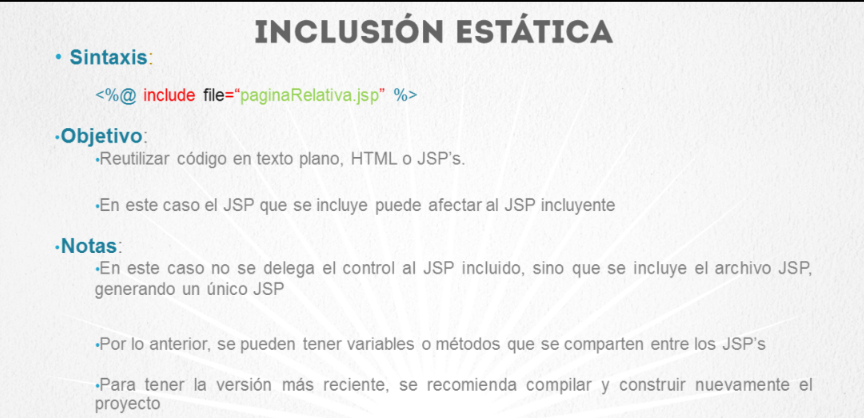 INCLUSIÓN ESTÁTICA
• Sintaxis:
<%@ include file=“paginaRelativa.jsp” %>
•Objetivo:
•Reutilizar código en texto plano, HTML o JSP’s.
•En este caso el JSP que se incluye puede afectar al JSP incluyente
•Notas:
•En este caso no se delega el control al JSP incluido, sino que se incluye el archivo JSP,
generando un único JSP
•Por lo anterior, se pueden tener variables o métodos que se comparten entre los JSP’s
•Para tener la versión más reciente, se recomienda compilar y construir nuevamente el
proyecto